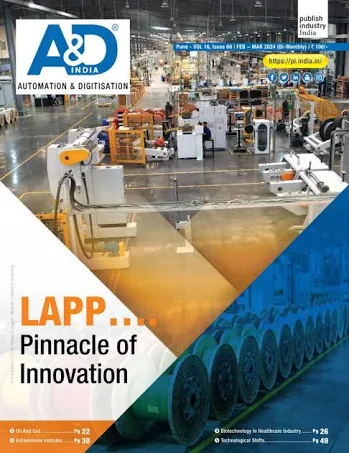 publish
industry
India
A&D®
INDIA
AUTOMATION & DIGITISATION
Pune - VOL 16, Issue 06 | FEB – MAR 2024 (Bi-Monthly) | ₹ 100/-
https://pi.india.in/
LAPP....
Pinnacle of
Innovation
Oil And Gas Pg 22
Autonomous Vehicles Pg 30
Biotechnology In Healthcare Industry Pg 26
Technological Shifts Pg 49